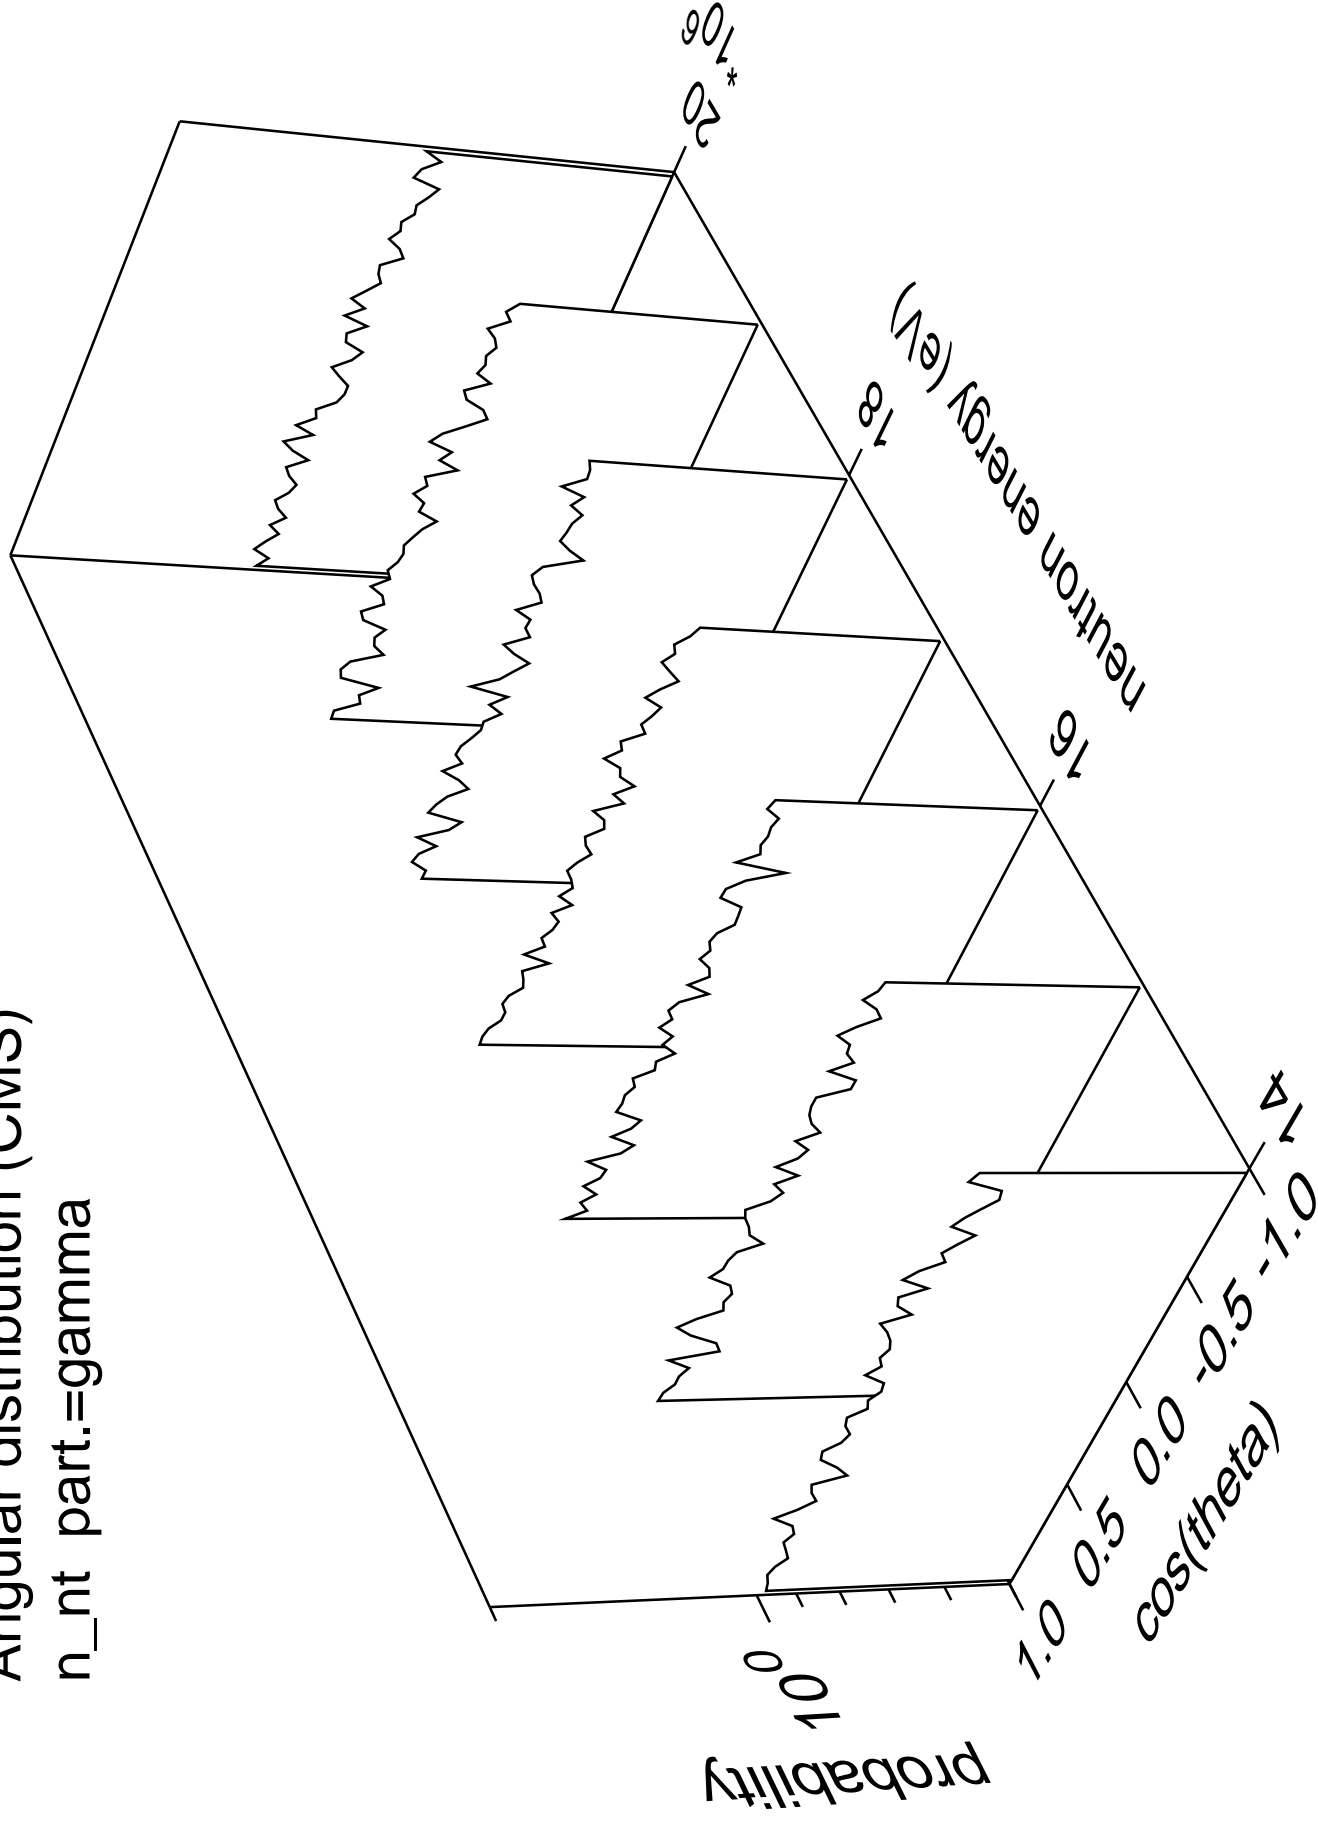 Angular distribution (CMS)
n_nt part.=gamma
probability
10^0
cos(theta)
1.0 0.5 0.0 -0.5 -1.0
neutron energy (eV)
14 16 18 20
*10^6